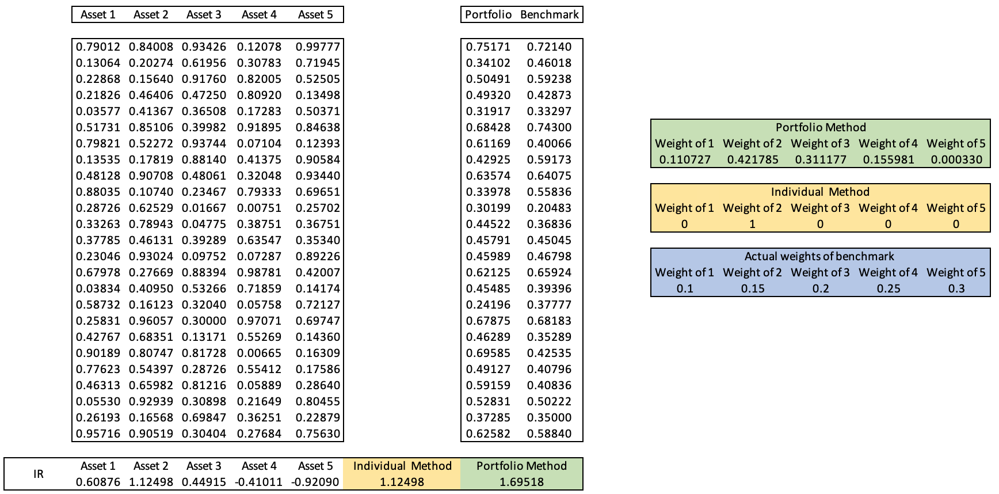 Asset 1 Asset 2 Asset 3 Asset 4 Asset 5 Portfolio Benchmark
0.79012 0.84008 0.93426 0.12078 0.99777 0.75171 0.72140
0.13064 0.20274 0.61956 0.30783 0.71945 0.34102 0.46018
0.22868 0.15640 0.91760 0.82005 0.52505 0.50491 0.59238
0.21826 0.46406 0.47250 0.80920 0.13498 0.49320 0.42873
0.03577 0.41367 0.36508 0.17283 0.50371 0.31917 0.33297
0.51731 0.85106 0.39982 0.91895 0.84638 0.68428 0.74300
0.79821 0.52272 0.93744 0.07104 0.12393 0.61169 0.40066
0.13535 0.17819 0.88140 0.41375 0.90584 0.42925 0.59173
0.48128 0.90708 0.48061 0.32048 0.93440 0.63574 0.64075
0.88035 0.10740 0.23467 0.79333 0.69651 0.33978 0.55836
0.28726 0.62529 0.01667 0.00751 0.25702 0.30199 0.20483
0.33263 0.78943 0.04775 0.38751 0.36751 0.44522 0.36836
0.37785 0.46131 0.39289 0.63547 0.35340 0.45791 0.45045
0.23046 0.93024 0.09752 0.07287 0.89226 0.45989 0.46798
0.67978 0.27669 0.88394 0.98781 0.42007 0.62125 0.65924
0.03834 0.40950 0.53266 0.71859 0.14174 0.45485 0.39396
0.58732 0.16123 0.32040 0.05758 0.72127 0.24196 0.37777
0.25831 0.96057 0.30000 0.97071 0.69747 0.67875 0.68183
0.42767 0.68351 0.13171 0.55269 0.14360 0.46289 0.35289
0.90189 0.80747 0.81728 0.00665 0.16309 0.69585 0.42535
0.77623 0.54397 0.28726 0.55412 0.17586 0.49127 0.40796
0.46313 0.65982 0.81216 0.05889 0.28640 0.59159 0.40836
0.05530 0.92939 0.30898 0.21649 0.80455 0.52831 0.50222
0.26193 0.16568 0.69847 0.36251 0.22879 0.37285 0.35000
0.95716 0.90519 0.30404 0.27684 0.75630 0.62582 0.58840
Portfolio Method
Weight of 1 Weight of 2 Weight of 3 Weight of 4 Weight of 5
0.110727 0.421785 0.311177 0.155981 0.000330
Individual Method
Weight of 1 Weight of 2 Weight of 3 Weight of 4 Weight of 5
0 1 0 0 0
Actual weights of benchmark
Weight of 1 Weight of 2 Weight of 3 Weight of 4 Weight of 5
0.1 0.15 0.2 0.25 0.3
IR
Asset 1 Asset 2 Asset 3 Asset 4 Asset 5 Individual Method Portfolio Method
0.60876 1.12498 0.44915 -0.41011 -0.92090 1.12498 1.69518